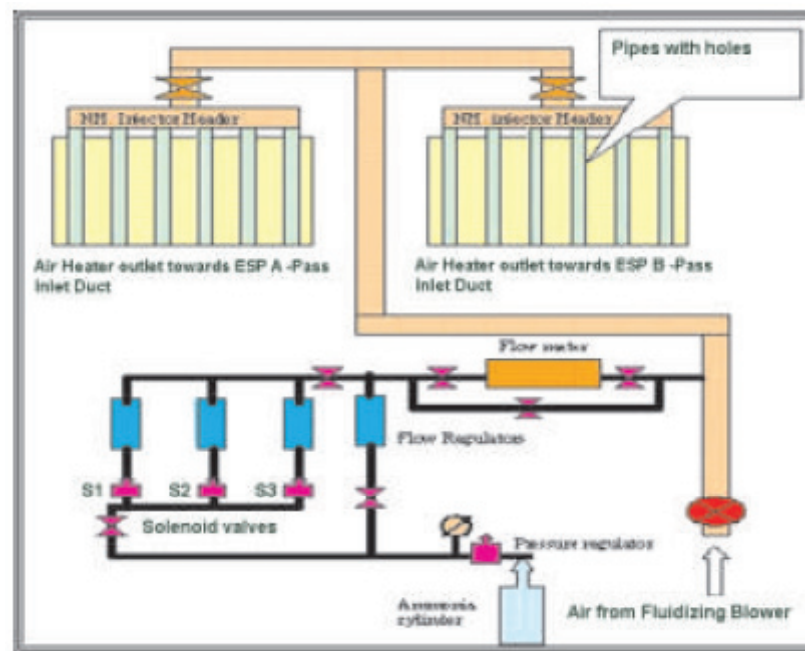 Pipes with holes
NH. Injector Header
NH. injector Header
Air Heater outlet towards ESP A -Pass
Inlet Duct
Air Heater outlet towards ESP B -Pass
Inlet Duct
Flow meter
Flow Regulators
S1
S2
S3
Solenoid valves
Pressure regulator
Ammonia
cylinder
Air from Fluidizing Blower